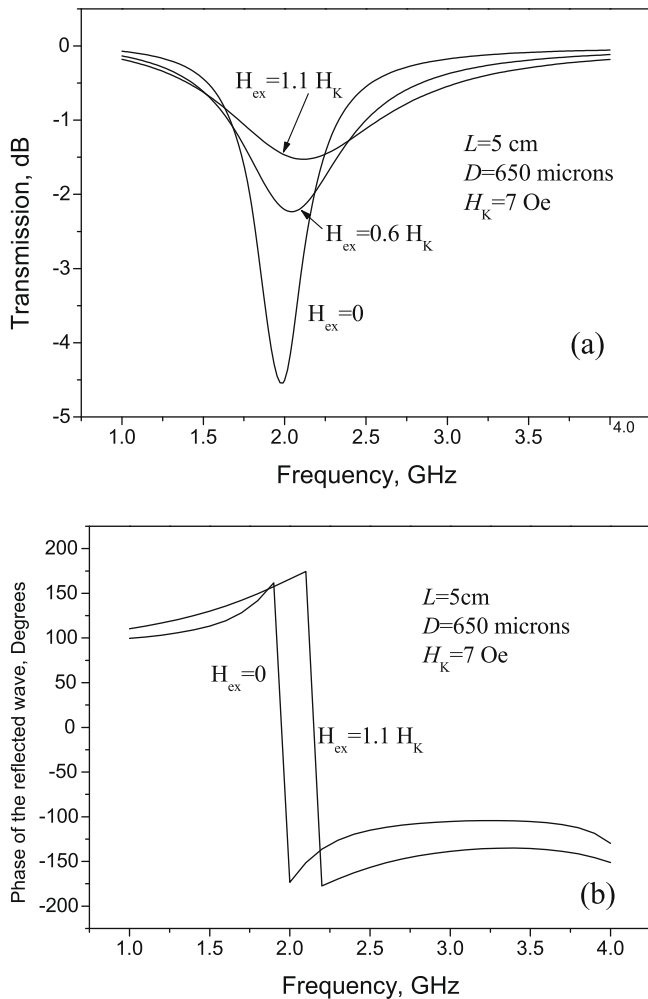 0
-1
-2
-3
-4
-5
Transmission, dB
H_ex=1.1 H_K
H_ex=0.6 H_K
H_ex=0
L=5 cm
D=650 microns
H_K=7 Oe
(a)
1.0 1.5 2.0 2.5 3.0 3.5 4.0
Frequency, GHz
200
150
100
50
0
-50
-100
-150
-200
Phase of the reflected wave, Degrees
L=5cm
D=650 microns
H_K=7 Oe
H_ex=0
H_ex=1.1 H_K
(b)
1.0 1.5 2.0 2.5 3.0 3.5 4.0
Frequency, GHz